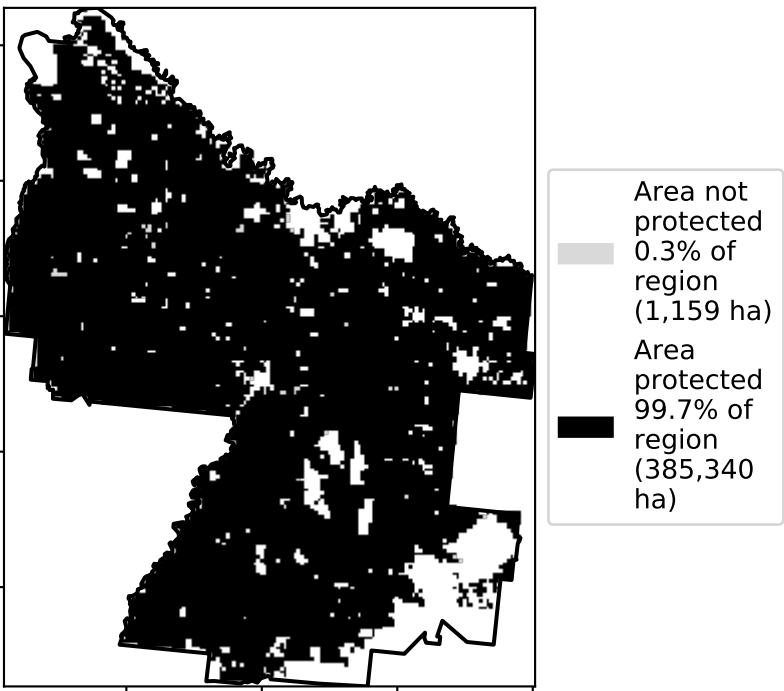 Area not
protected
0.3% of
region
(1,159 ha)
Area
protected
99.7% of
region
(385,340
ha)